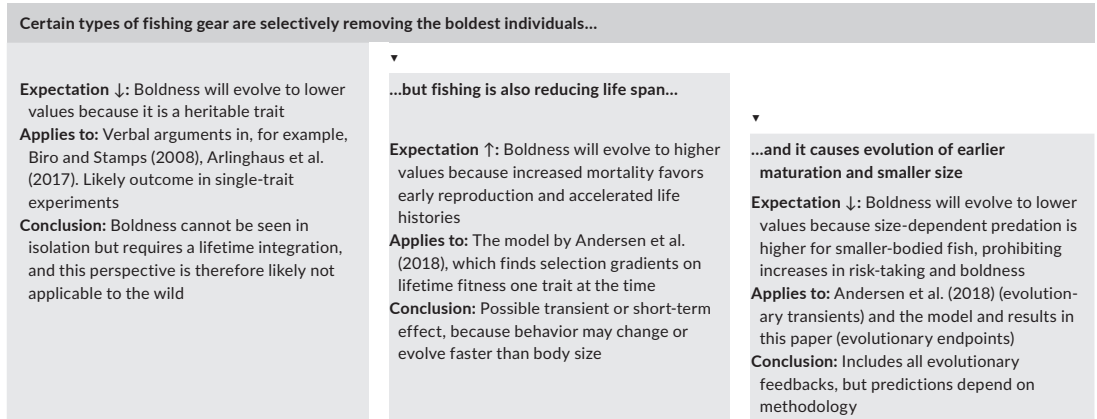 Certain types of fishing gear are selectively removing the boldest individuals...
Expectation ↓: Boldness will evolve to lower
values because it is a heritable trait
Applies to: Verbal arguments in, for example,
Biro and Stamps (2008), Arlinghaus et al.
(2017). Likely outcome in single-trait
experiments
Conclusion: Boldness cannot be seen in
isolation but requires a lifetime integration,
and this perspective is therefore likely not
applicable to the wild
▼
...but fishing is also reducing life span...
Expectation ↑: Boldness will evolve to higher
values because increased mortality favors
early reproduction and accelerated life
histories
Applies to: The model by Andersen et al.
(2018), which finds selection gradients on
lifetime fitness one trait at the time
Conclusion: Possible transient or short-term
effect, because behavior may change or
evolve faster than body size
▼
...and it causes evolution of earlier
maturation and smaller size
Expectation ↓: Boldness will evolve to lower
values because size-dependent predation is
higher for smaller-bodied fish, prohibiting
increases in risk-taking and boldness
Applies to: Andersen et al. (2018) (evolution-
ary transients) and the model and results in
this paper (evolutionary endpoints)
Conclusion: Includes all evolutionary
feedbacks, but predictions depend on
methodology